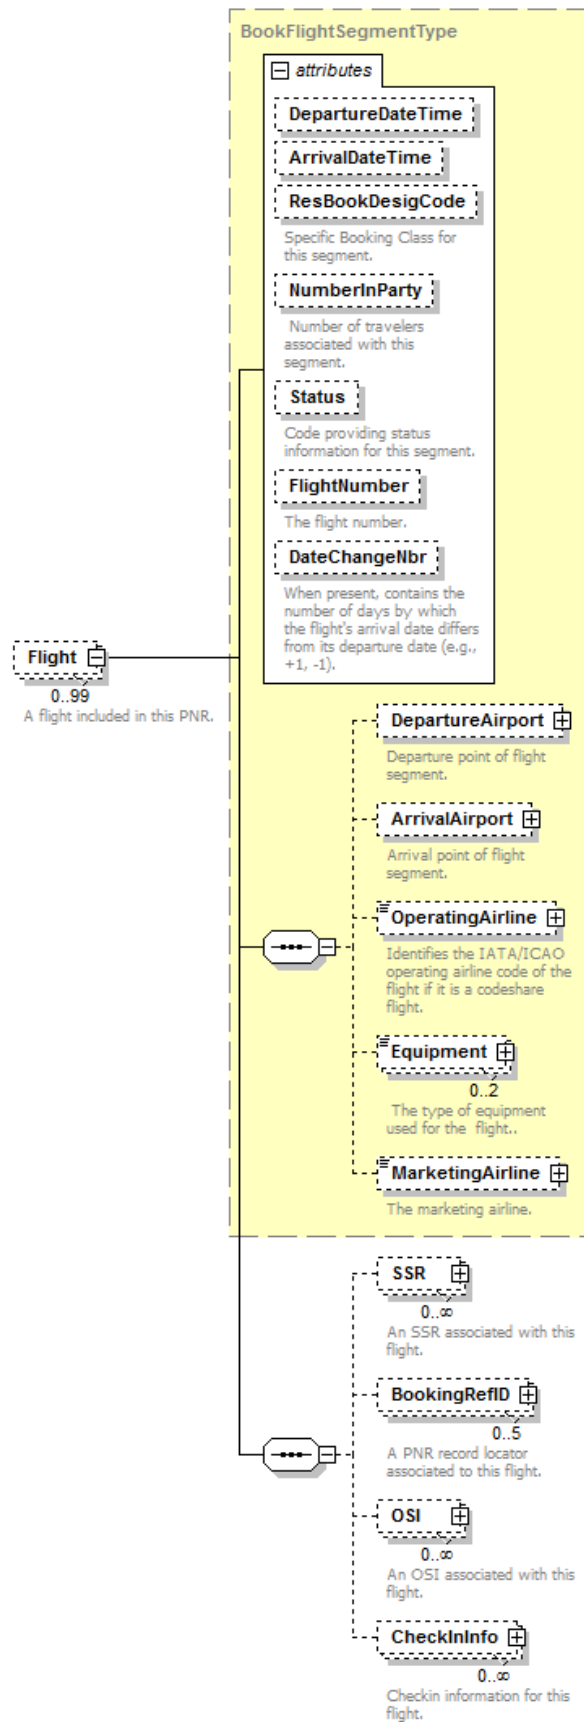 BookFlightSegmentType
attributes
DepartureDateTime
ArrivalDateTime
ResBookDesigCode
Specific Booking Class for
this segment.
NumberInParty
Number of travelers
associated with this
segment.
Status
Code providing status
information for this segment.
FlightNumber
The flight number.
DateChangeNbr
When present, contains the
number of days by which
the flight's arrival date differs
from its departure date (e.g.,
+1, -1).
Flight
0..99
A flight included in this PNR.
DepartureAirport
Departure point of flight
segment.
ArrivalAirport
Arrival point of flight
segment.
OperatingAirline
Identifies the IATA/ICAO
operating airline code of the
flight if it is a codeshare
flight.
Equipment
0..2
The type of equipment
used for the  flight..
MarketingAirline
The marketing airline.
SSR
0..∞
An SSR associated with this
flight.
BookingRefID
0..5
A PNR record locator
associated to this flight.
OSI
0..∞
An OSI associated with this
flight.
CheckInInfo
0..∞
Checkin information for this
flight.